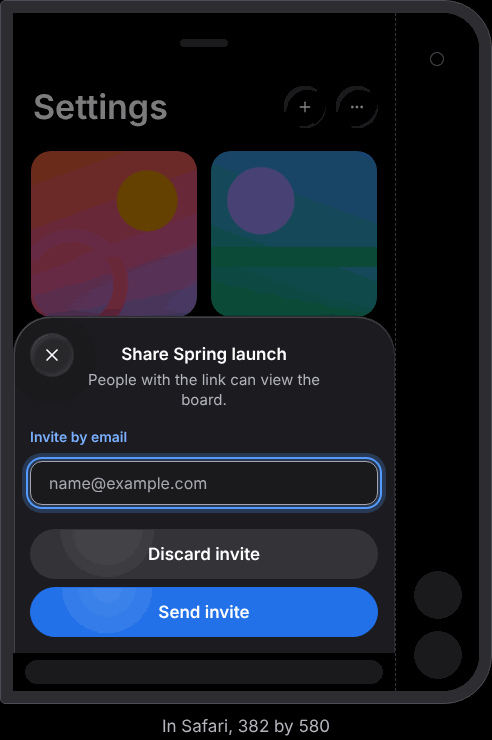 Settings
Share Spring launch
People with the link can view the
board.
Invite by email
name@example.com
Discard invite
Send invite
In Safari, 382 by 580